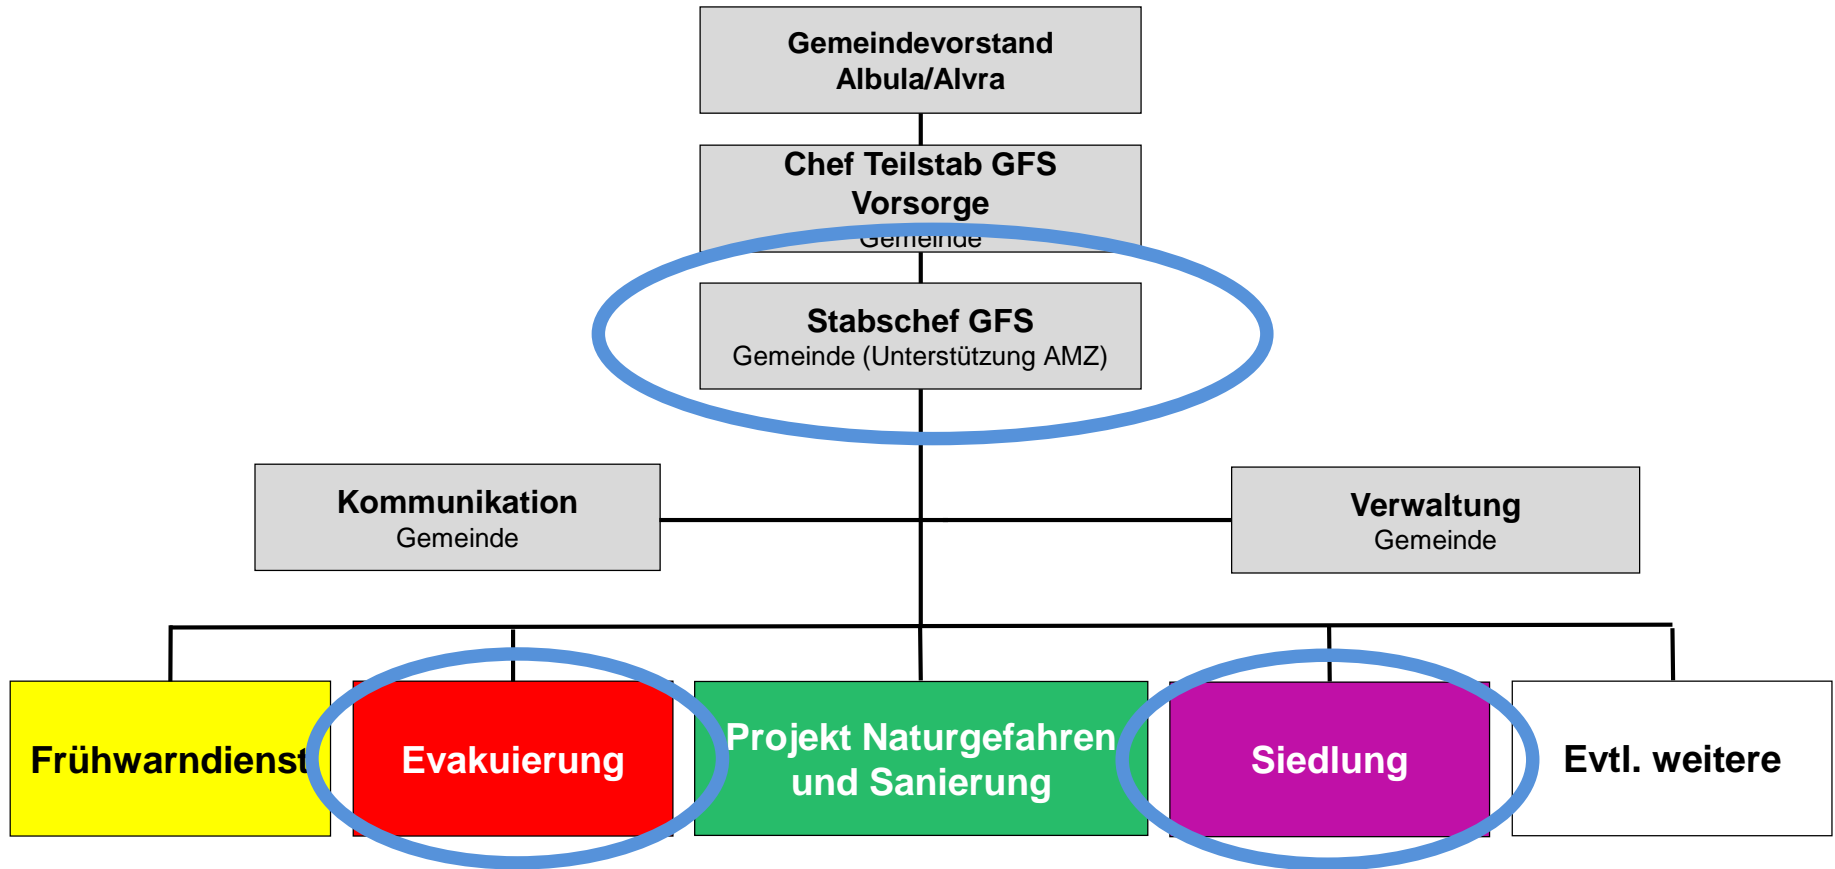 Gemeindevorstand
Albula/Alvra
Chef Teilstab GFS
Vorsorge
Gemeinde
Stabschef GFS
Gemeinde (Unterstützung AMZ)
Kommunikation
Gemeinde
Verwaltung
Gemeinde
Frühwarndienst
Evakuierung
Projekt Naturgefahren
und Sanierung
Siedlung
Evtl. weitere